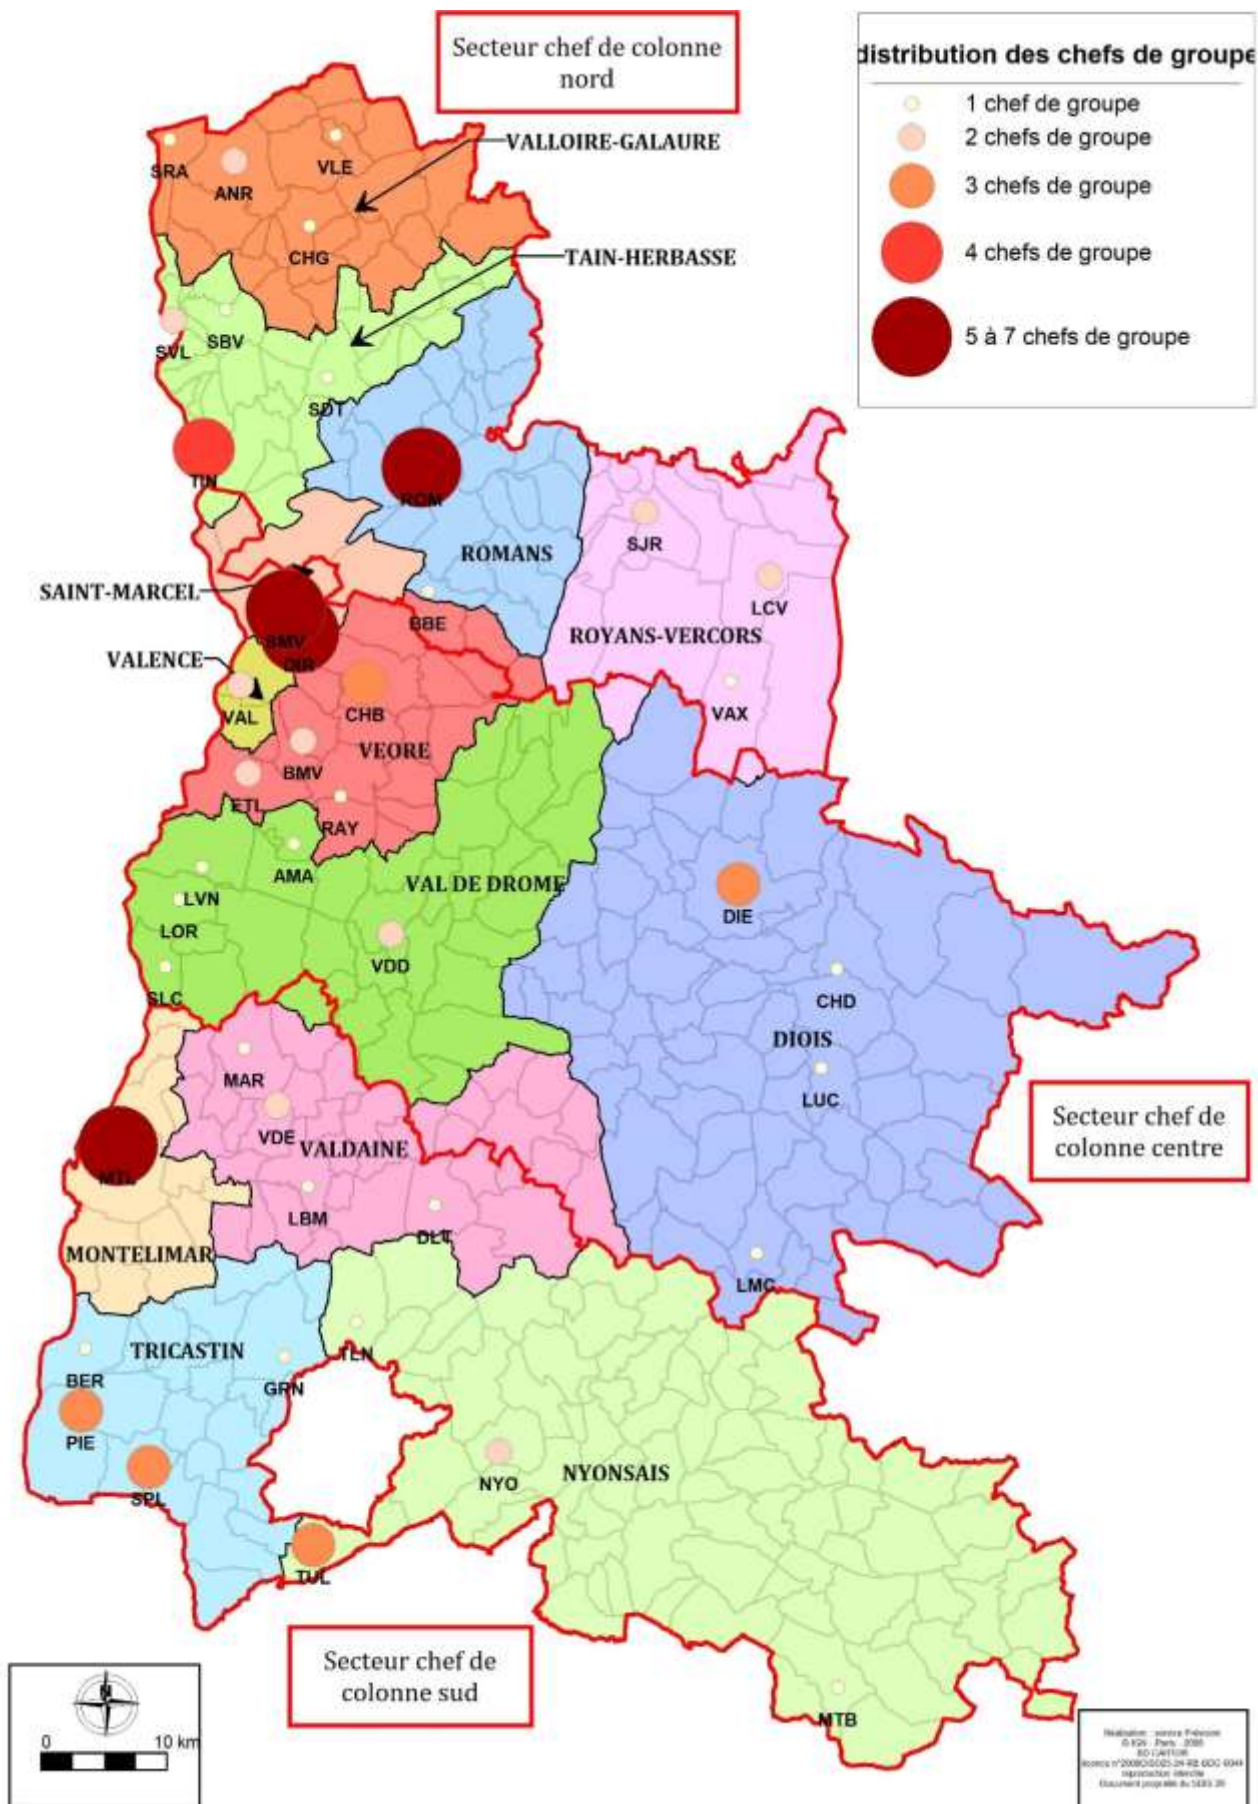 Secteur chef de colonne
nord
distribution des chefs de groupe
1 chef de groupe
2 chefs de groupe
3 chefs de groupe
4 chefs de groupe
5 à 7 chefs de groupe
VALLOIRE-GALAURE
SRA
ANR
VLE
CHG
TAIN-HERBASSE
SVL
SBV
SDT
TIN
ROM
ROMANS
SJR
LCV
SAINT-MARCEL
BBE
ROYANS-VERCORS
SMV
DIR
VALENCE
VAL
CHB
VAX
VEORE
BMV
ETL
RAY
AMA
VAL DE DROME
LVN
LOR
DIE
VDD
SLC
CHD
DIOIS
MAR
LUC
VDE
VALDAINE
Secteur chef de
colonne centre
MTL
LBM
DLT
MONTELIMAR
LMC
TRICASTIN
TLN
BER
GRN
PIE
SPL
NYO
NYONSAIS
TUL
Secteur chef de
colonne sud
N
0
10 km
MTB